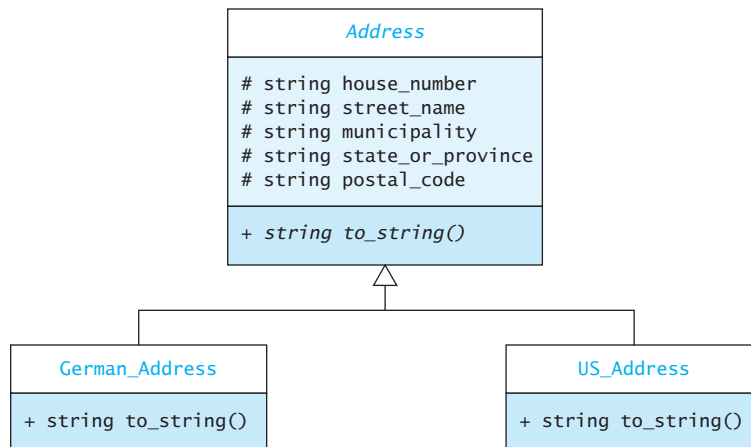 Address
# string house_number
# string street_name
# string municipality
# string state_or_province
# string postal_code
+ string to_string()
German_Address
+ string to_string()
US_Address
+ string to_string()